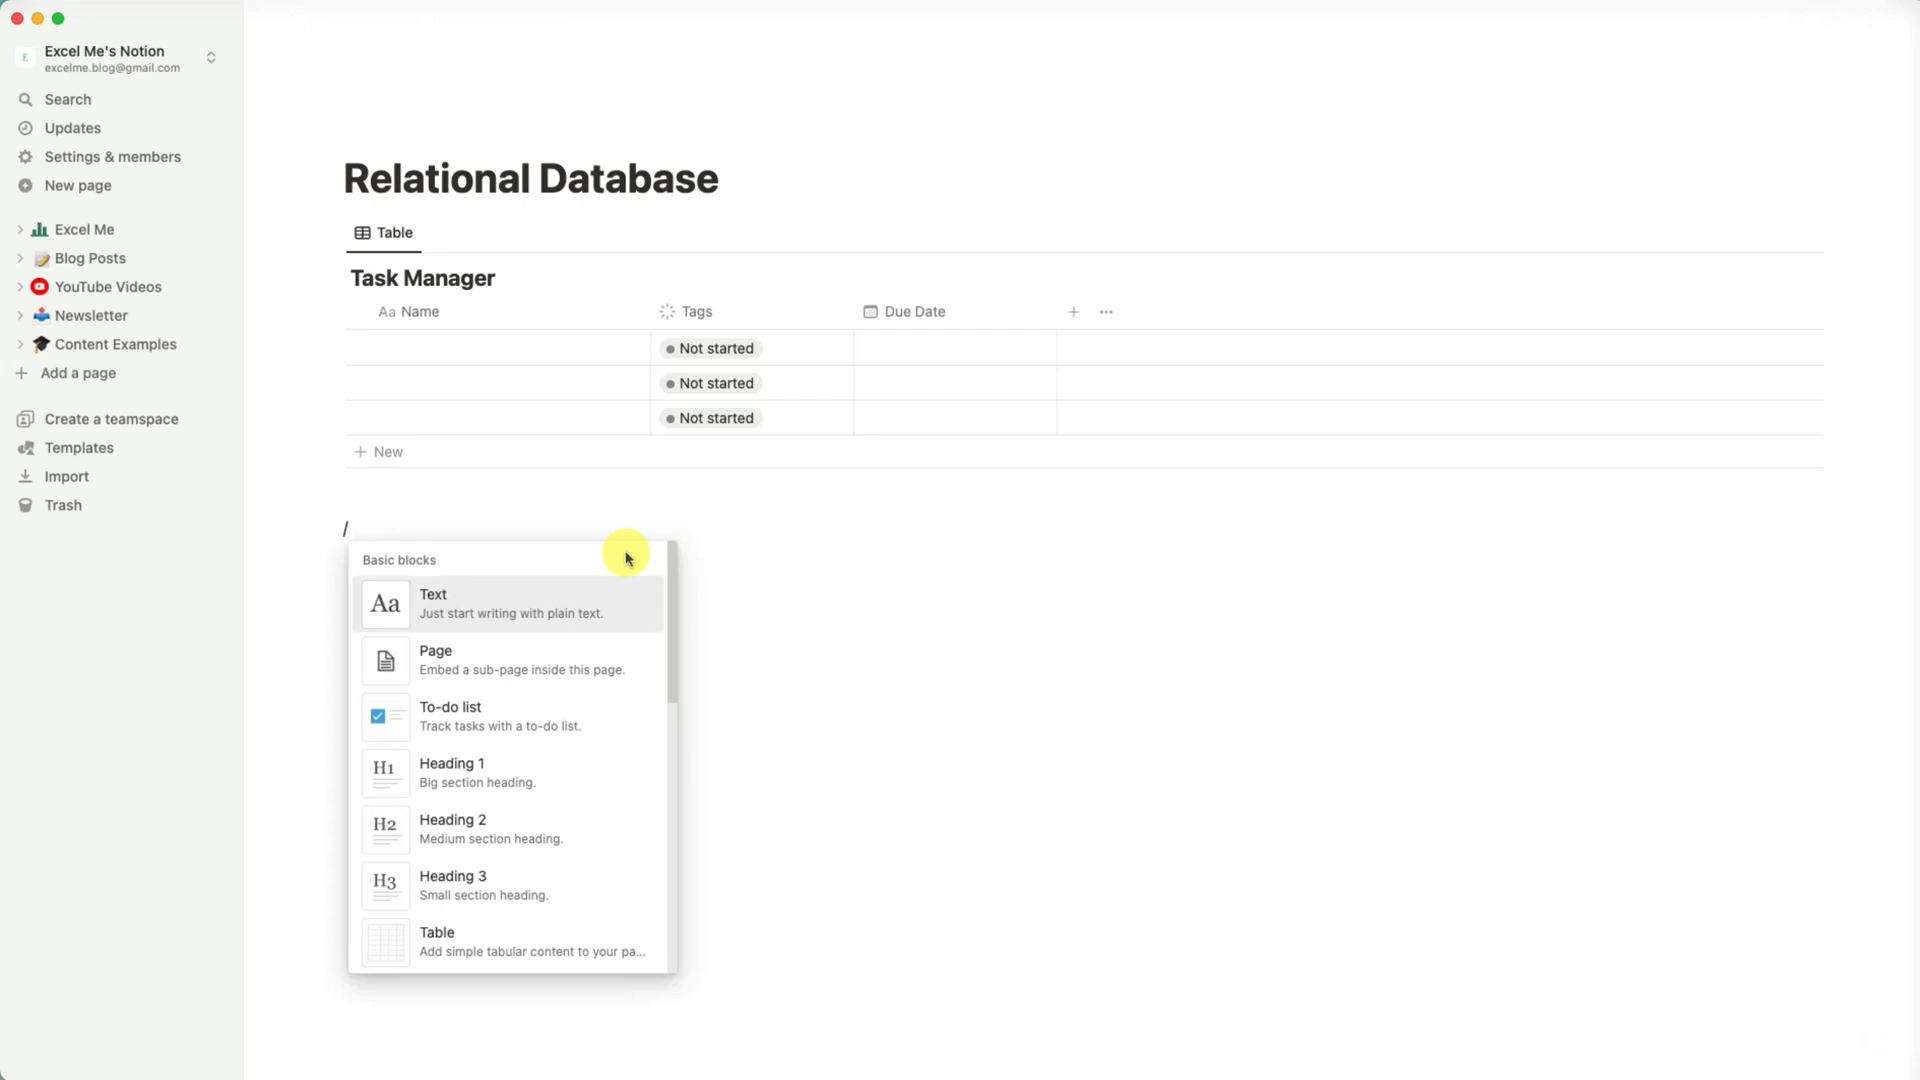 E
Excel Me's Notion
excelme.blog@gmail.com
Search
Updates
Settings & members
New page
Excel Me
Blog Posts
YouTube Videos
Newsletter
Content Examples
Add a page
Create a teamspace
Templates
Import
Trash
Relational Database
Table
Task Manager
Aa Name Tags Due Date
Not started
Not started
Not started
New
/
Basic blocks
Aa
Text
Just start writing with plain text.
Page
Embed a sub-page inside this page.
To-do list
Track tasks with a to-do list.
H1
Heading 1
Big section heading.
H2
Heading 2
Medium section heading.
H3
Heading 3
Small section heading.
Table
Add simple tabular content to your pa...